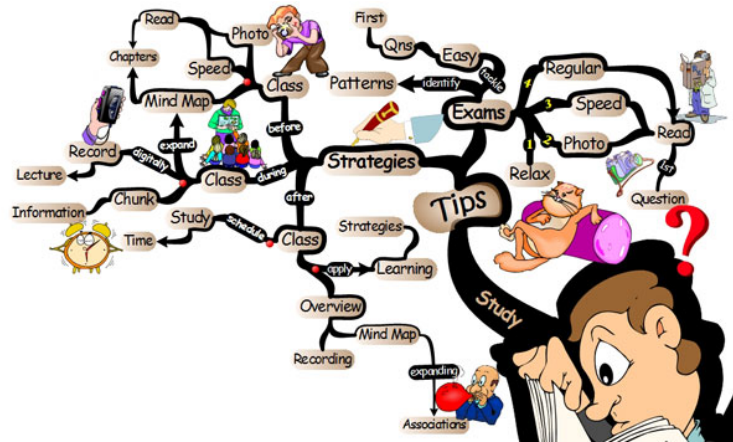 First
Qns
Easy
tackle
Patterns
identify
Exams
4
Regular
3
Speed
2
Photo
1
Relax
Read
1st
Question
Read
Photo
Chapters
Speed
Class
Mind Map
before
expand
Record
digitally
Lecture
Class
during
Chunk
Information
Strategies
Tips
after
Study
schedule
Time
Class
Strategies
apply
Learning
Overview
Mind Map
Recording
expanding
Associations
Study
?